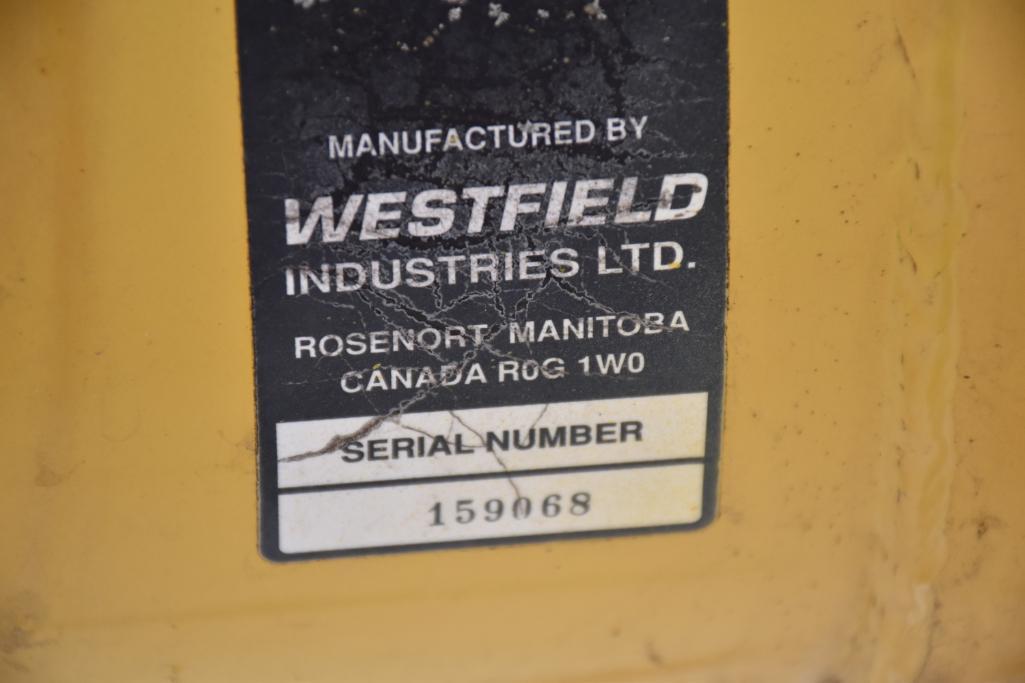 MANUFACTURED BY
WESTFIELD
INDUSTRIES LTD.
ROSENORT, MANITOBA
CANADA R0G 1W0
SERIAL NUMBER
159068